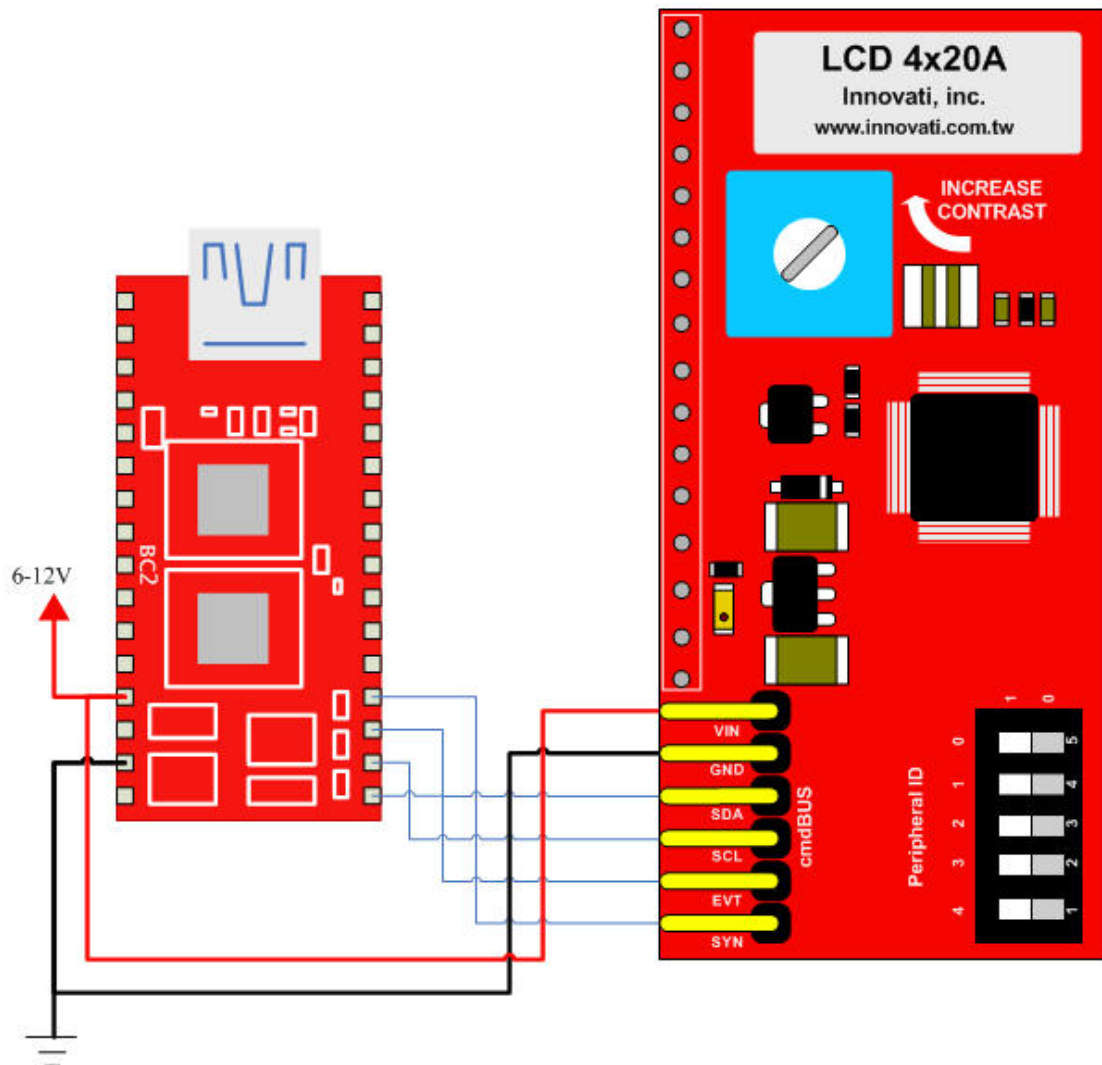 LCD 4x20A
Innovati, inc.
www.innovati.com.tw
INCREASE
CONTRAST
BC2
6-12V
VIN
GND
SDA
SCL
EVT
SYN
cmdBUS
Peripheral ID
1 0
0 5
1 4
2 3
3 2
4 1